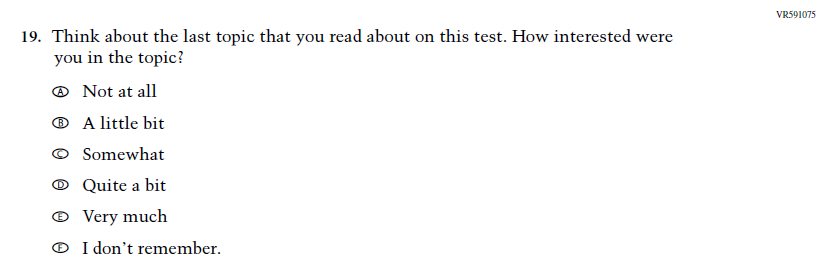 VR591075
19. Think about the last topic that you read about on this test. How interested were
you in the topic?
A Not at all
B A little bit
C Somewhat
D Quite a bit
E Very much
F I don’t remember.